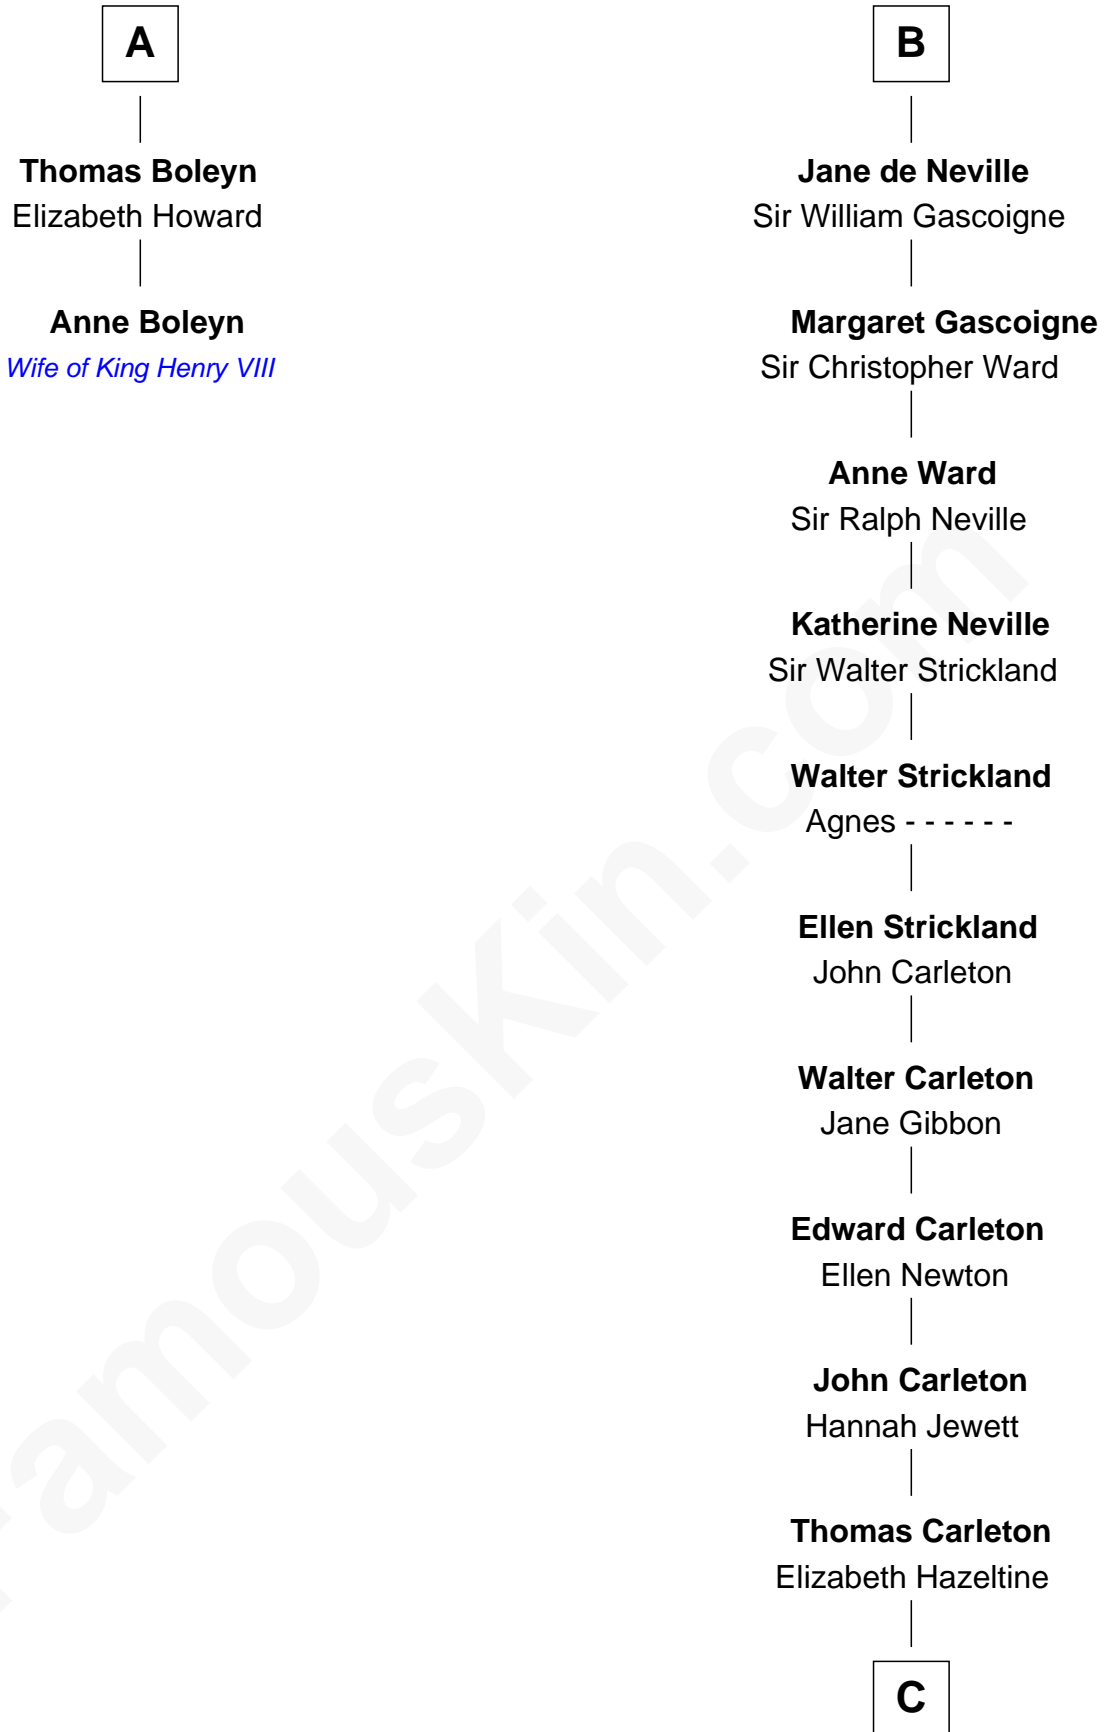 A
Thomas Boleyn
Elizabeth Howard
Anne Boleyn
Wife of King Henry VIII
B
Jane de Neville
Sir William Gascoigne
Margaret Gascoigne
Sir Christopher Ward
Anne Ward
Sir Ralph Neville
Katherine Neville
Sir Walter Strickland
Walter Strickland
Agnes - - - - - -
Ellen Strickland
John Carleton
Walter Carleton
Jane Gibbon
Edward Carleton
Ellen Newton
John Carleton
Hannah Jewett
Thomas Carleton
Elizabeth Hazeltine
C
FamousKin.com